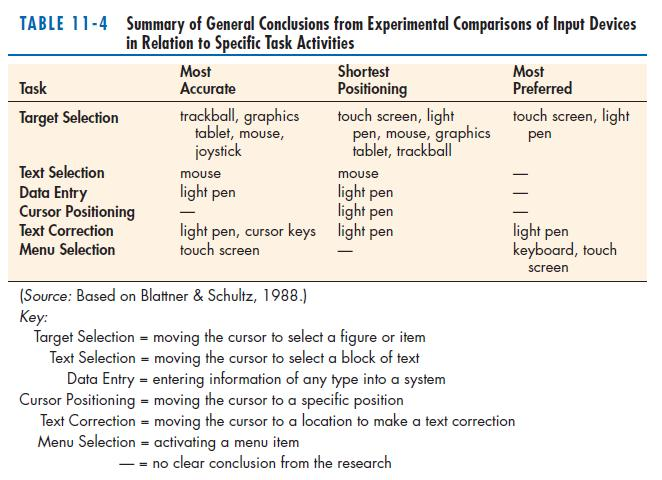 TABLE 11-4 Summary of General Conclusions from Experimental Comparisons of Input Devices
in Relation to Specific Task Activities
Most Shortest Most
Task Accurate Positioning Preferred
Target Selection trackball, graphics touch screen, light touch screen, light
tablet, mouse, pen, mouse, graphics pen
joystick tablet, trackball
Text Selection mouse mouse —
Data Entry light pen light pen —
Cursor Positioning — light pen —
Text Correction light pen, cursor keys light pen light pen
Menu Selection touch screen — keyboard, touch
screen
(Source: Based on Blattner & Schultz, 1988.)
Key:
Target Selection = moving the cursor to select a figure or item
Text Selection = moving the cursor to select a block of text
Data Entry = entering information of any type into a system
Cursor Positioning = moving the cursor to a specific position
Text Correction = moving the cursor to a location to make a text correction
Menu Selection = activating a menu item
— = no clear conclusion from the research